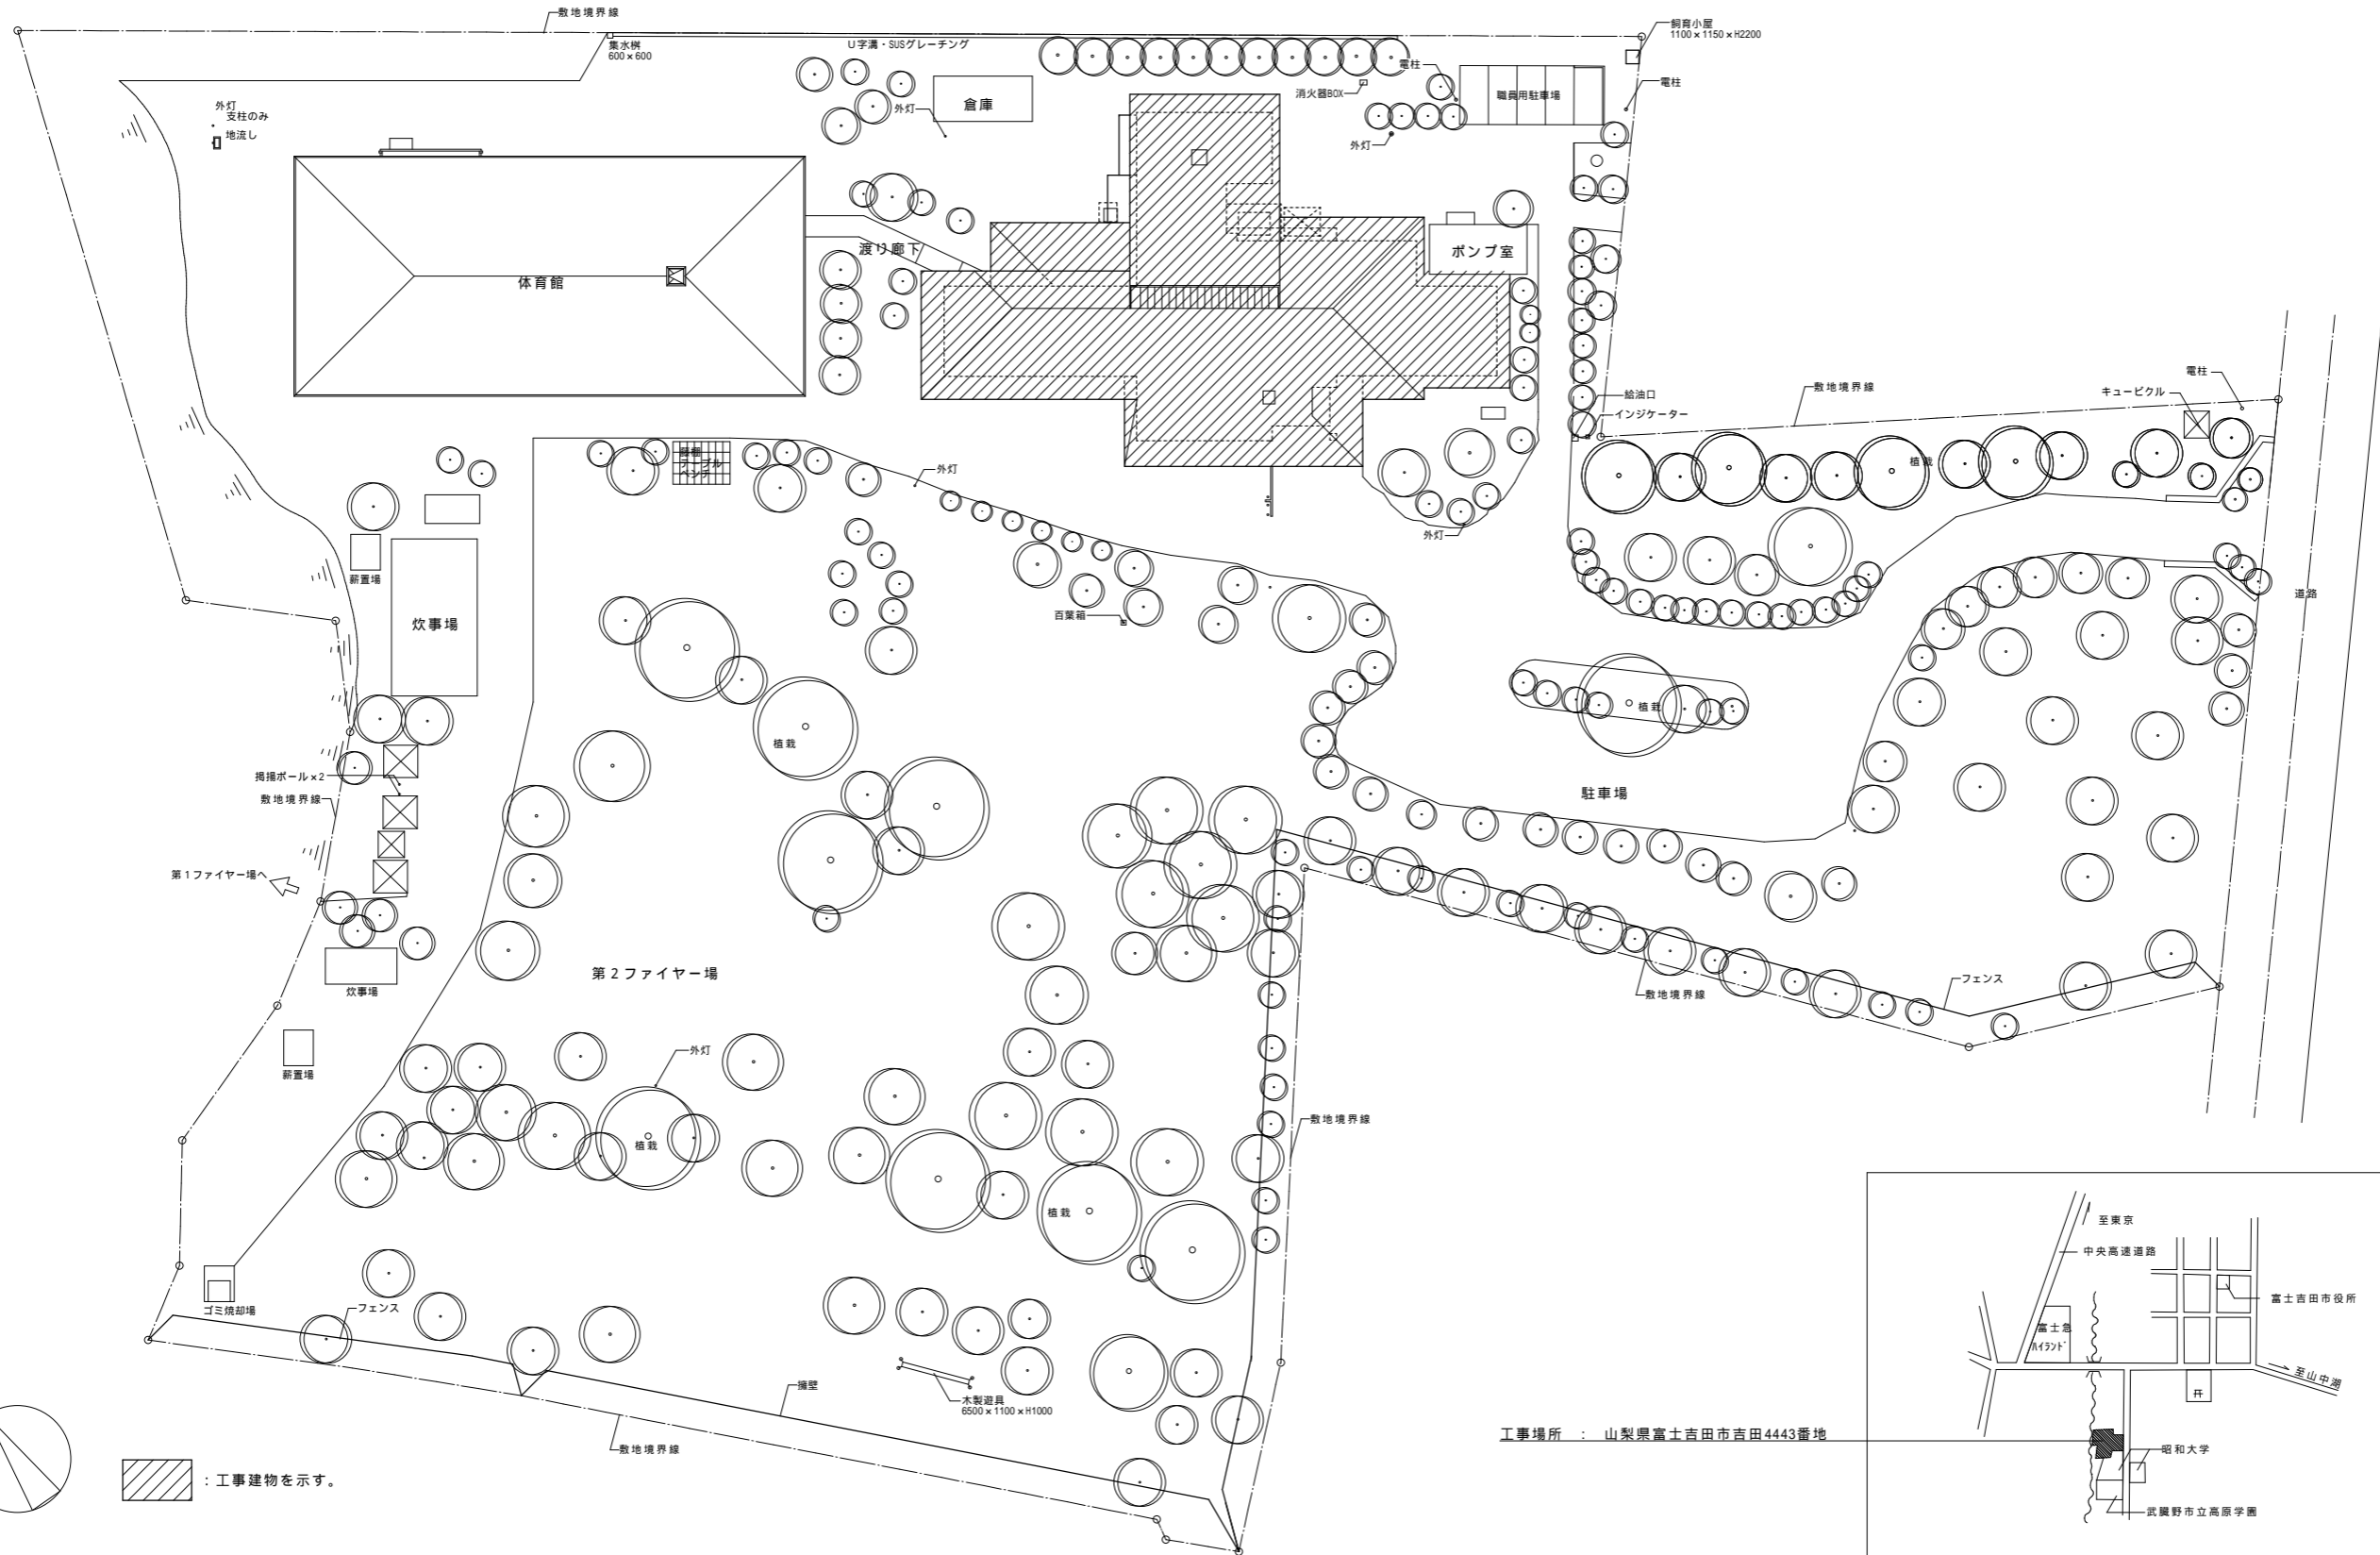 敷地境界線
集水桝
600×600
U字溝・SUSグレーチング
飼育小屋
1100×1150×H2200
電柱
電柱
消火器BOX
職員用駐車場
倉庫
外灯
外灯
外灯
支柱のみ
地流し
渡り廊下
体育館
ポンプ室
給油口
インジケーター
敷地境界線
キュービクル
電柱
植栽
藤棚
テーブル
ベンチ
外灯
外灯
薪置場
炊事場
百葉箱
道路
植栽
植栽
駐車場
掲揚ポール×2
敷地境界線
第1ファイヤー場へ
炊事場
第2ファイヤー場
フェンス
敷地境界線
薪置場
外灯
植栽
敷地境界線
植栽
ゴミ焼却場
フェンス
擁壁
木製遊具
6500×1100×H1000
敷地境界線
:工事建物を示す。
工事場所 : 山梨県富士吉田市吉田4443番地
至東京
中央高速道路
富士吉田市役所
富士急
ハイランド
至山中湖
昭和大学
武蔵野市立高原学園